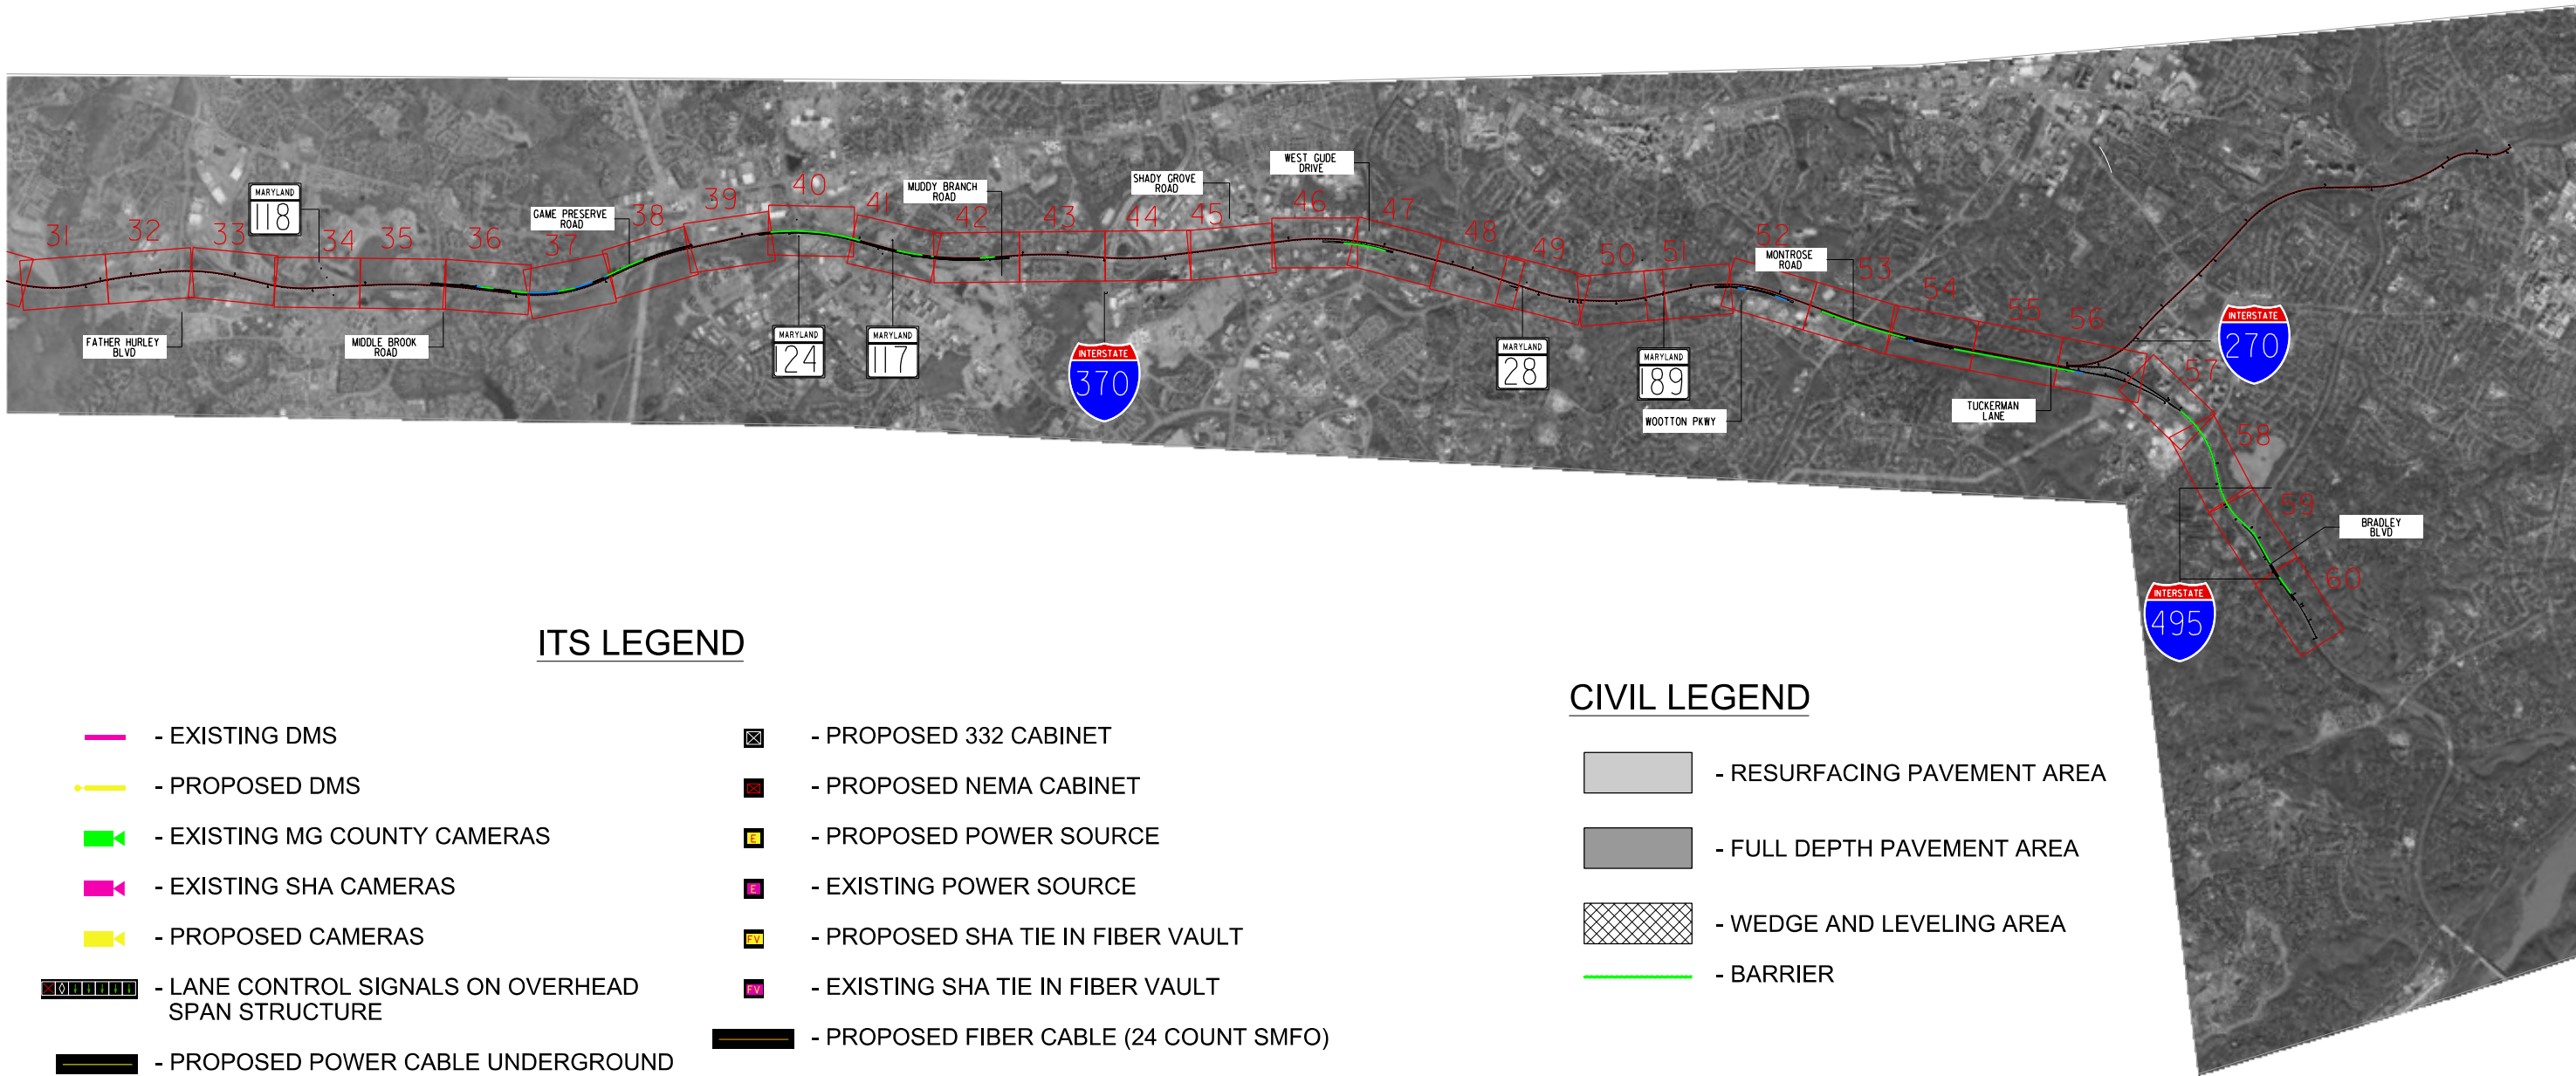 31
32
33
34
35
36
37
38
39
40
41
42
43
44
45
46
47
48
49
50
51
52
53
54
55
56
57
58
59
60
MARYLAND
118
GAME PRESERVE
ROAD
MUDDY BRANCH
ROAD
SHADY GROVE
ROAD
WEST GUDE
DRIVE
MONTROSE
ROAD
FATHER HURLEY
BLVD
MIDDLE BROOK
ROAD
MARYLAND
124
MARYLAND
117
INTERSTATE
370
MARYLAND
28
MARYLAND
189
WOOTTON PKWY
TUCKERMAN
LANE
INTERSTATE
270
BRADLEY
BLVD
INTERSTATE
495
ITS LEGEND
- EXISTING DMS
- PROPOSED DMS
- EXISTING MG COUNTY CAMERAS
- EXISTING SHA CAMERAS
- PROPOSED CAMERAS
- LANE CONTROL SIGNALS ON OVERHEAD
SPAN STRUCTURE
- PROPOSED POWER CABLE UNDERGROUND
- PROPOSED 332 CABINET
- PROPOSED NEMA CABINET
E - PROPOSED POWER SOURCE
E - EXISTING POWER SOURCE
FV - PROPOSED SHA TIE IN FIBER VAULT
FV - EXISTING SHA TIE IN FIBER VAULT
- PROPOSED FIBER CABLE (24 COUNT SMFO)
CIVIL LEGEND
- RESURFACING PAVEMENT AREA
- FULL DEPTH PAVEMENT AREA
- WEDGE AND LEVELING AREA
- BARRIER